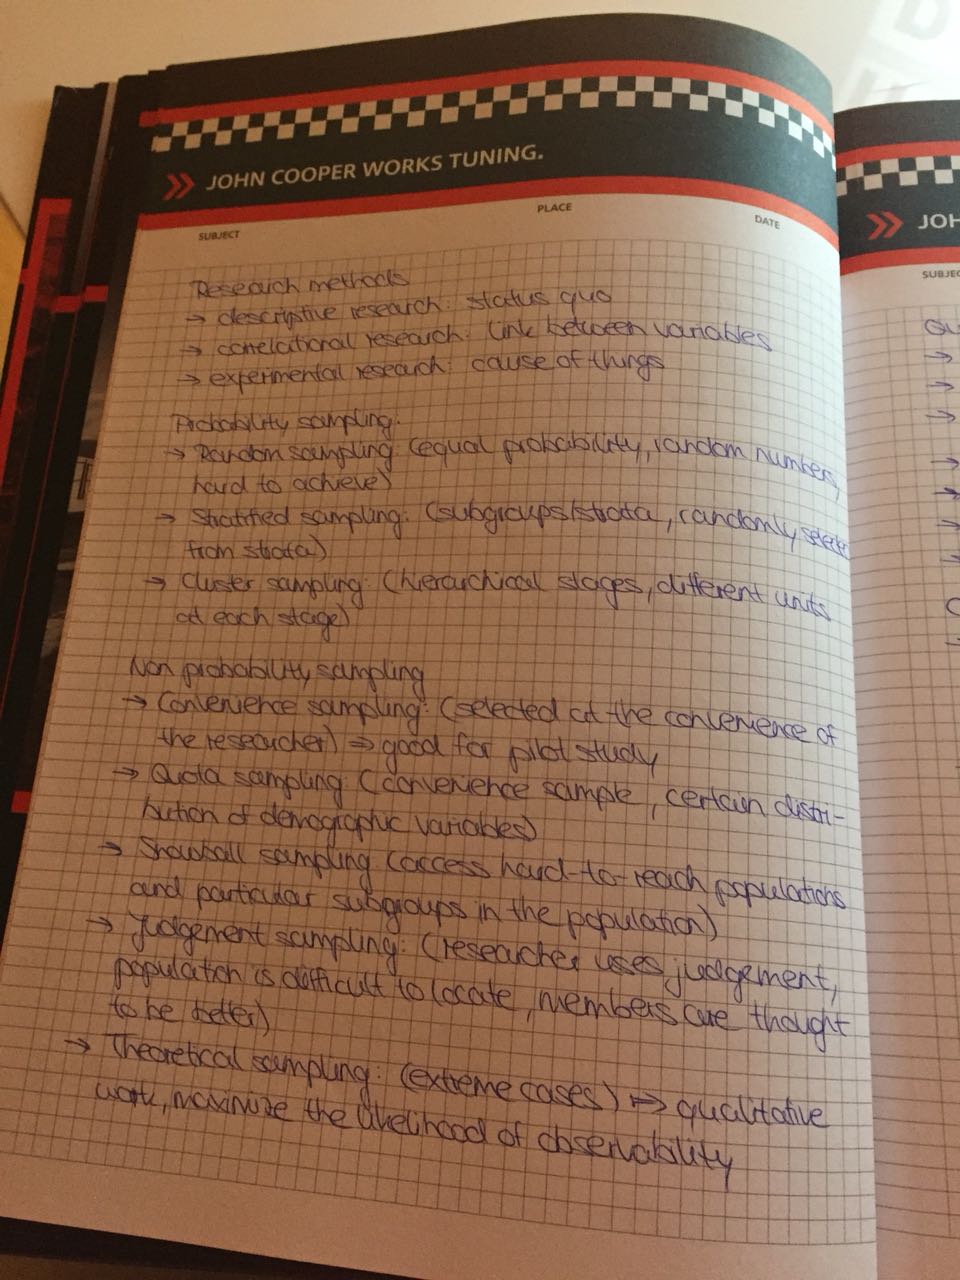 JOHN COOPER WORKS TUNING.
SUBJECT
PLACE
DATE
Research methods
→ descriptive research: status quo
→ correlational research: link between variables
→ experimental research: cause of things
Probability sampling:
→ Random sampling: (equal probability, random numbers,
hard to achieve)
→ Stratified sampling: (subgroups/strata, randomly selected
from strata)
→ Cluster sampling: (hierarchical stages, different units
at each stage)
Non probability sampling
→ Convenience sampling: (selected at the convenience of
the researcher) ⇒ good for pilot study
→ Quota sampling: (convenience sample, certain distri-
bution of demographic variables)
→ Snowball sampling (access hard-to-reach populations
and particular subgroups in the population)
→ Judgement sampling: (researcher uses judgement,
population is difficult to locate, members are thought
to be better)
→ Theoretical sampling: (extreme cases) ↦ qualitative
work, maximize the likelihood of observability
JOH
SUBJEC